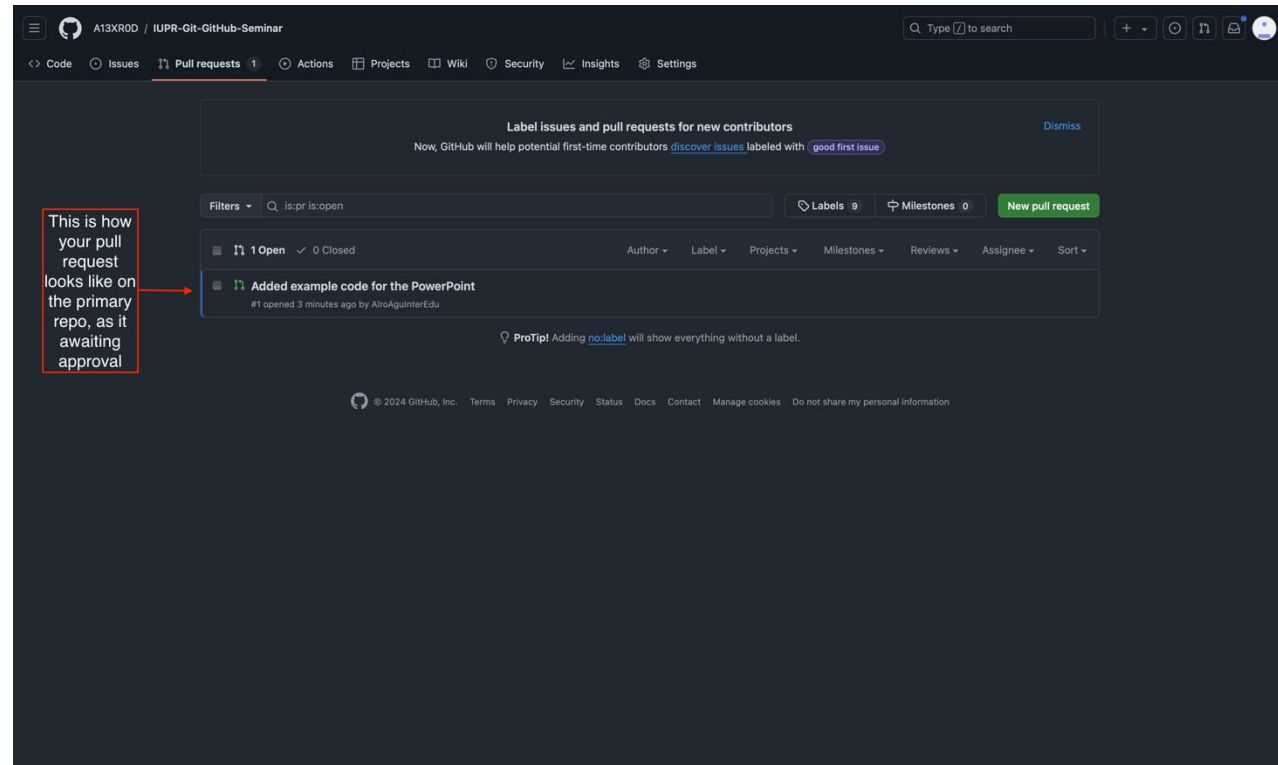 A13XR0D / IUPR-Git-GitHub-Seminar
Type / to search
Code Issues Pull requests 1 Actions Projects Wiki Security Insights Settings
Label issues and pull requests for new contributors
Dismiss
Now, GitHub will help potential first-time contributors discover issues labeled with good first issue
Filters is:pr is:open
Labels 9 Milestones 0 New pull request
1 Open 0 Closed
Author Label Projects Milestones Reviews Assignee Sort
Added example code for the PowerPoint
#1 opened 3 minutes ago by AlroAguInterEdu
This is how
your pull
request
looks like on
the primary
repo, as it
awaiting
approval
ProTip! Adding no:label will show everything without a label.
© 2024 GitHub, Inc. Terms Privacy Security Status Docs Contact Manage cookies Do not share my personal information